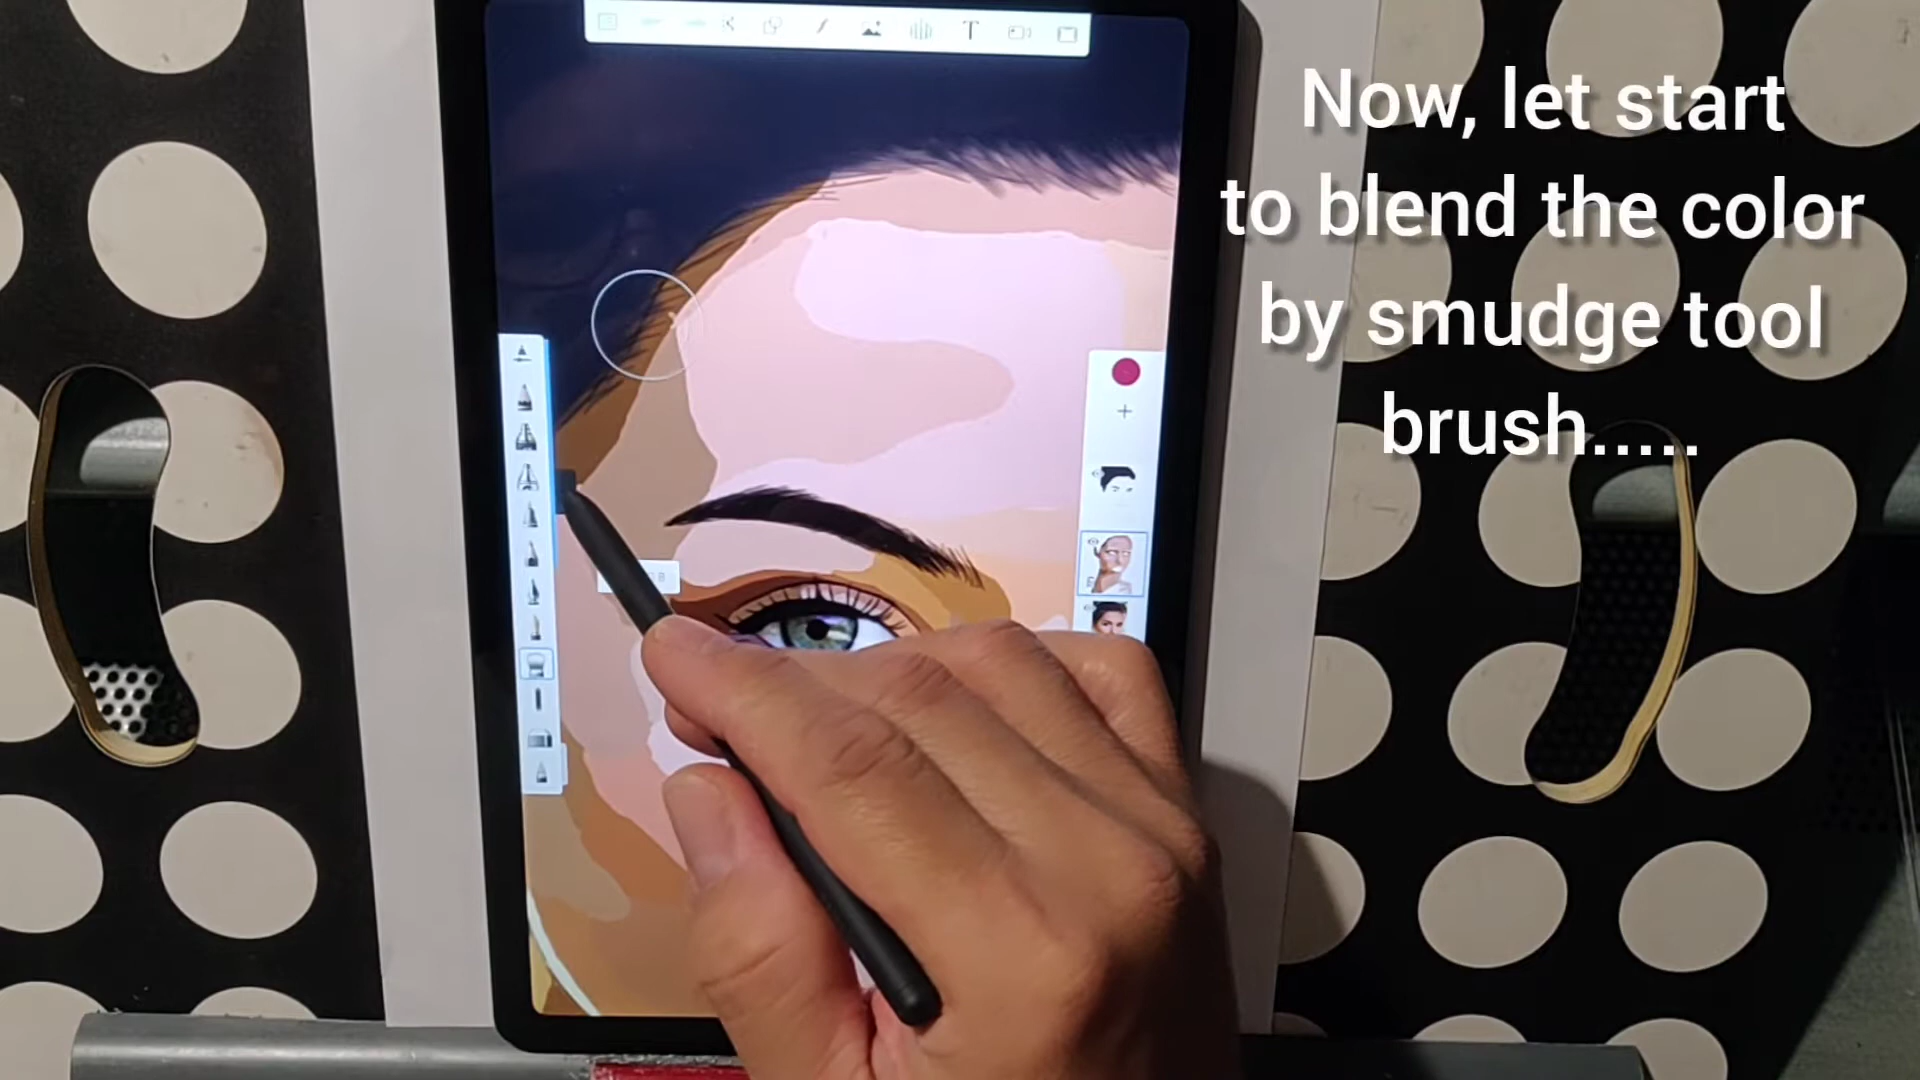 Now, let start
to blend the color
by smudge tool
brush.....
T